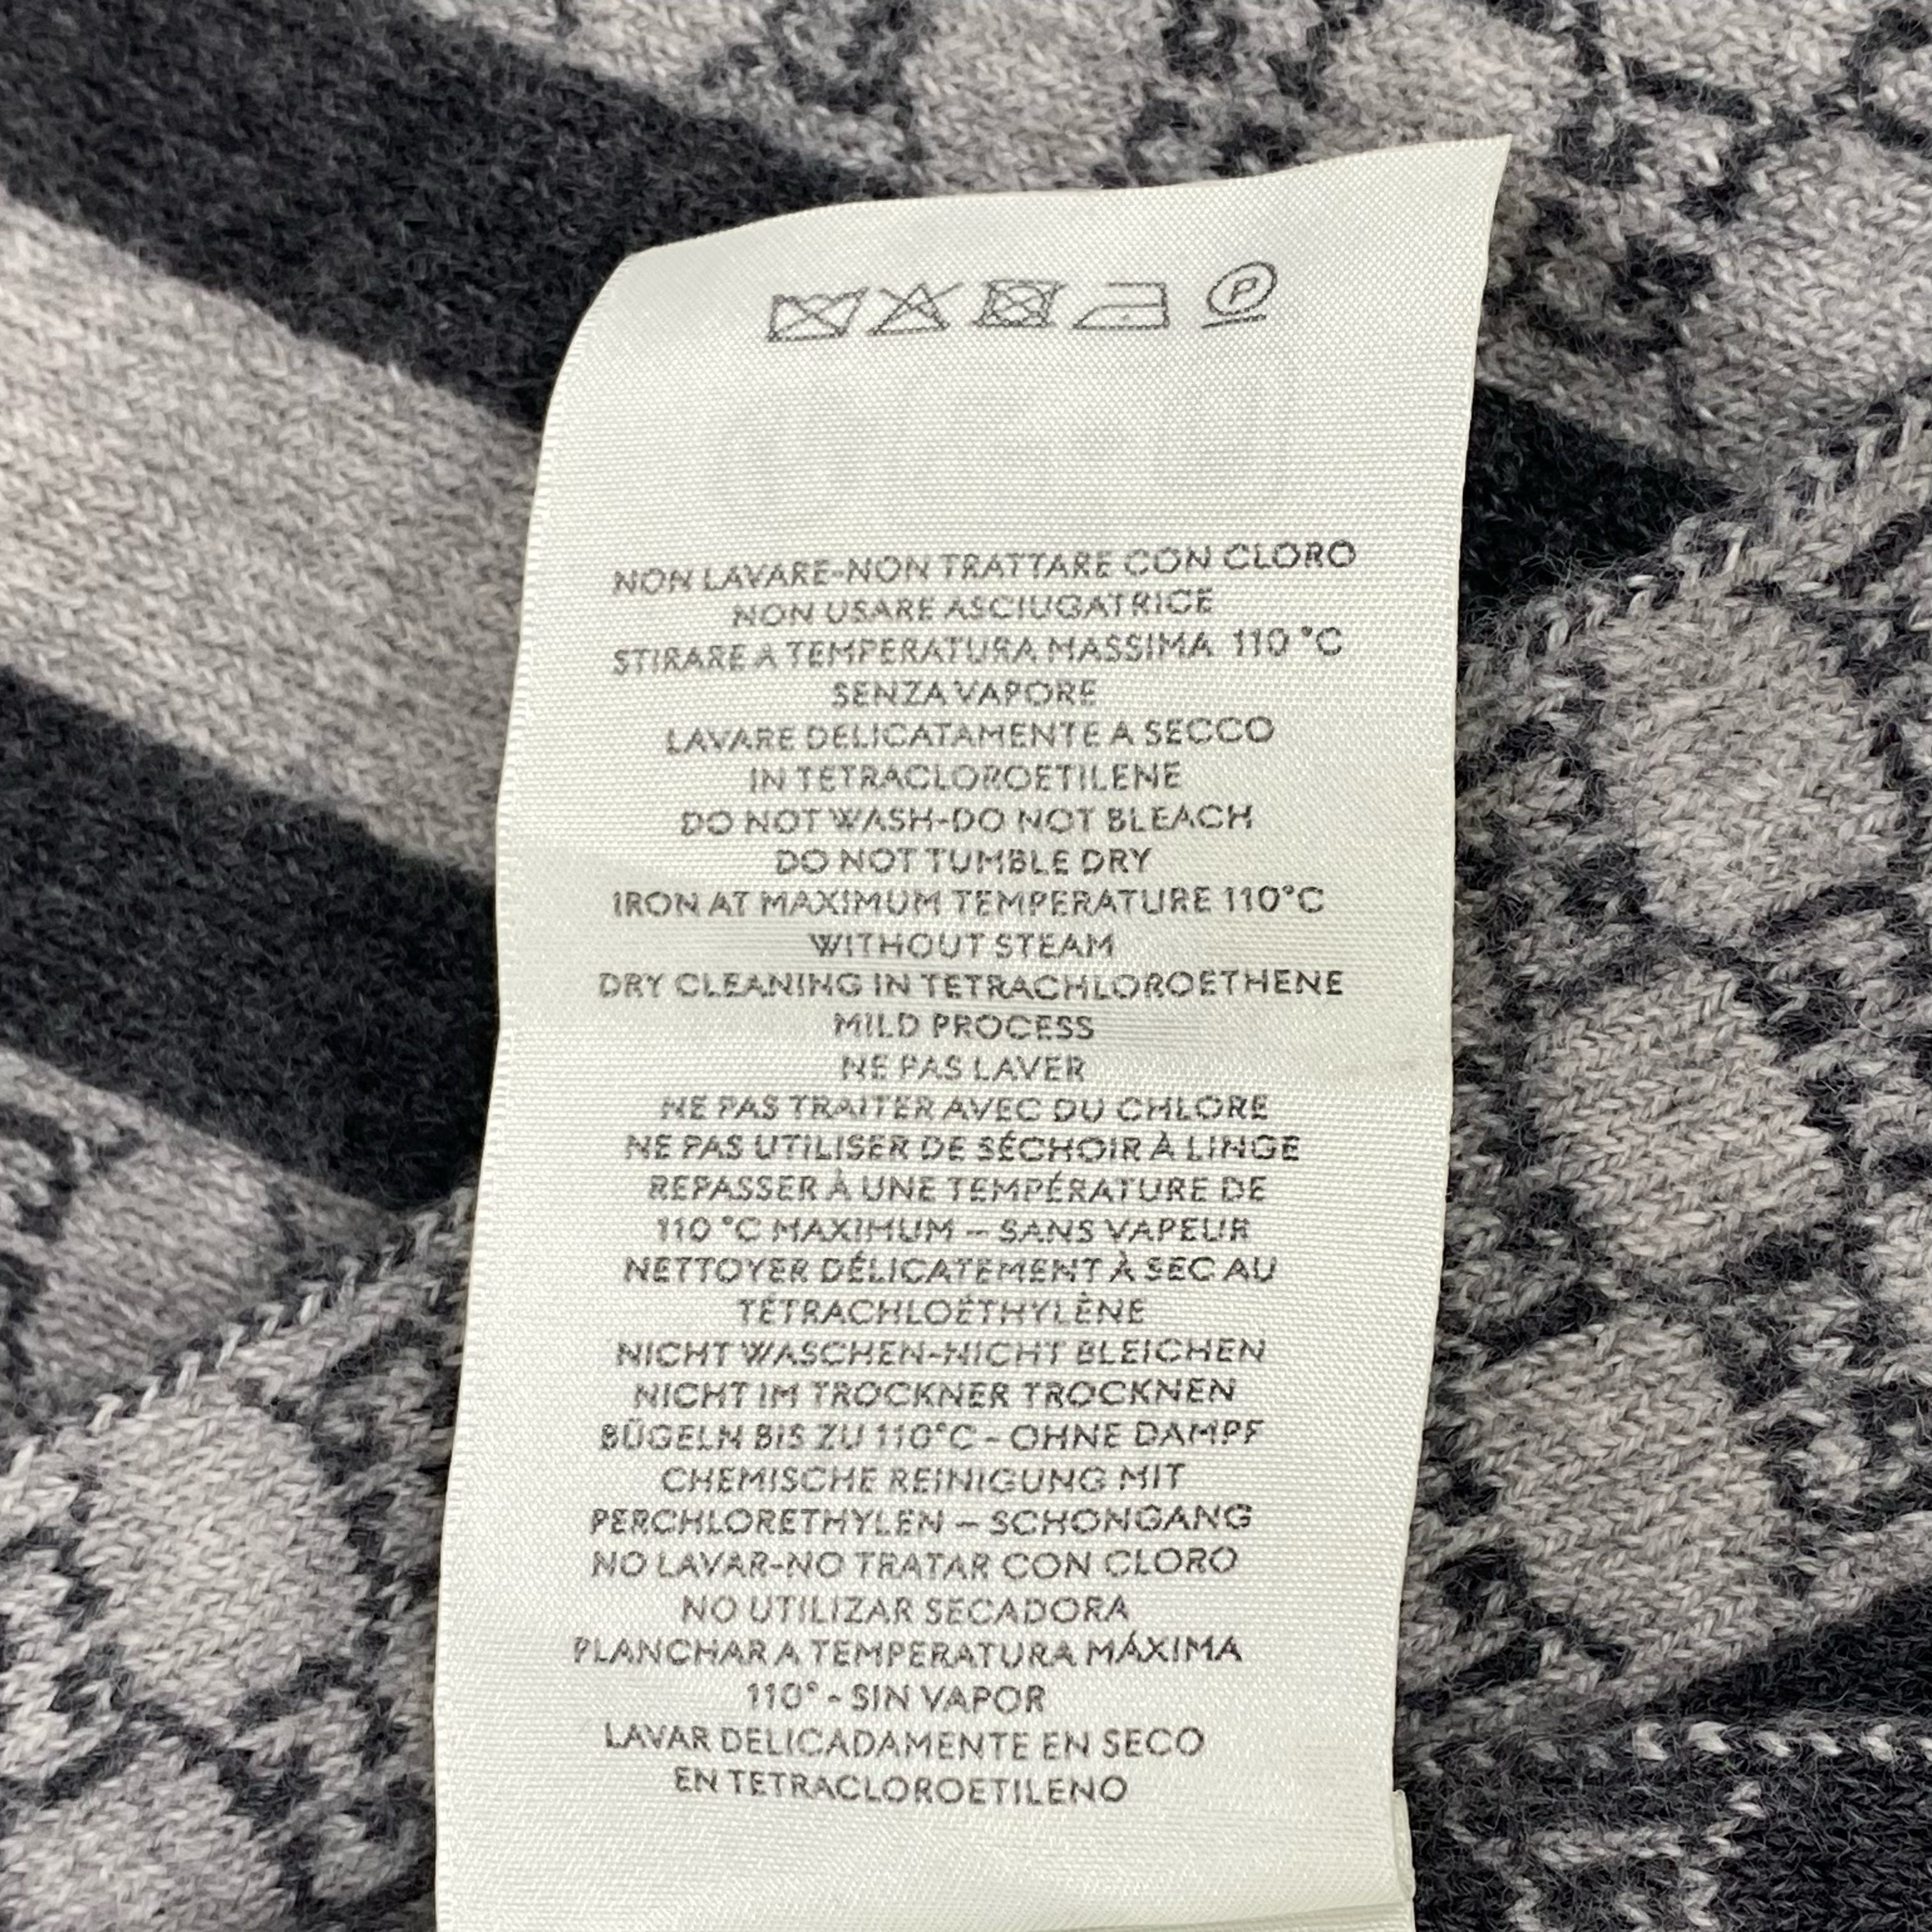 P
NON LAVARE-NON TRATTARE CON CLORO
NON USARE ASCIUGATRICE
STIRARE A TEMPERATURA MASSIMA 110 °C
SENZA VAPORE
LAVARE DELICATAMENTE A SECCO
IN TETRACLOROETILENE
DO NOT WASH-DO NOT BLEACH
DO NOT TUMBLE DRY
IRON AT MAXIMUM TEMPERATURE 110°C
WITHOUT STEAM
DRY CLEANING IN TETRACHLOROETHENE
MILD PROCESS
NE PAS LAVER
NE PAS TRAITER AVEC DU CHLORE
NE PAS UTILISER DE SÉCHOIR À LINGE
REPASSER À UNE TEMPÉRATURE DE
110 °C MAXIMUM – SANS VAPEUR
NETTOYER DÉLICATEMENT À SEC AU
TÉTRACHLOÉTHYLÈNE
NICHT WASCHEN-NICHT BLEICHEN
NICHT IM TROCKNER TROCKNEN
BÜGELN BIS ZU 110°C - OHNE DAMPF
CHEMISCHE REINIGUNG MIT
PERCHLORETHYLEN – SCHONGANG
NO LAVAR-NO TRATAR CON CLORO
NO UTILIZAR SECADORA
PLANCHAR A TEMPERATURA MÁXIMA
110° - SIN VAPOR
LAVAR DELICADAMENTE EN SECO
EN TETRACLOROETILENO